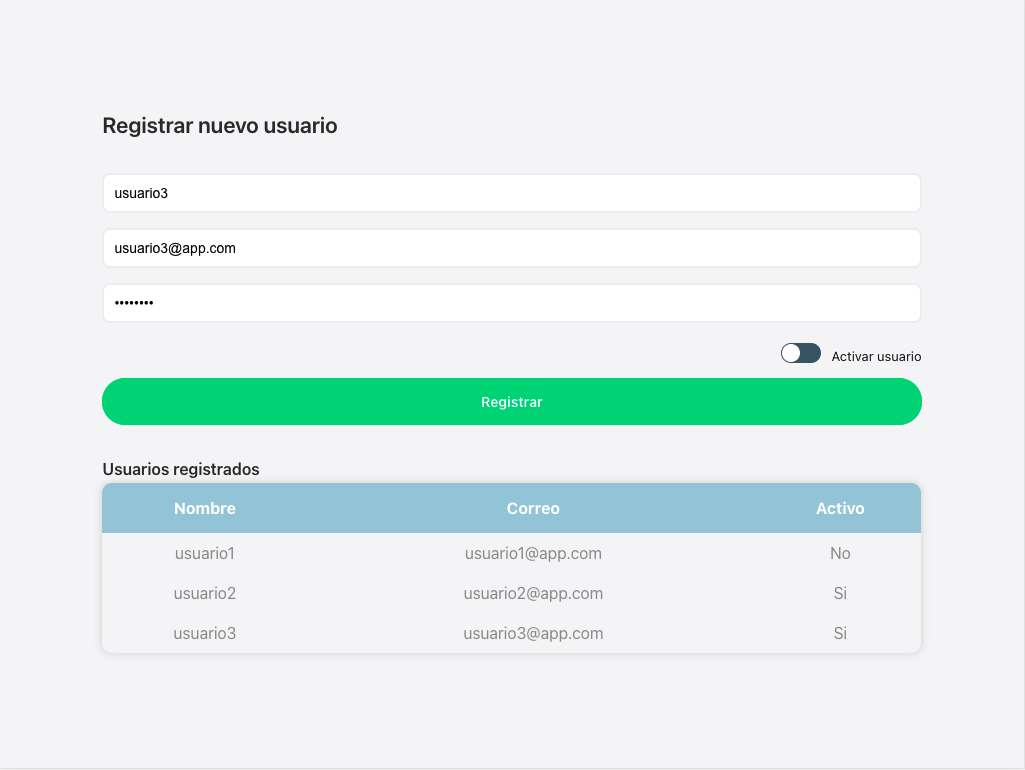 Registrar nuevo usuario
usuario3
usuario3@app.com
••••••••
Activar usuario
Registrar
Usuarios registrados
Nombre Correo Activo
usuario1 usuario1@app.com No
usuario2 usuario2@app.com Si
usuario3 usuario3@app.com Si